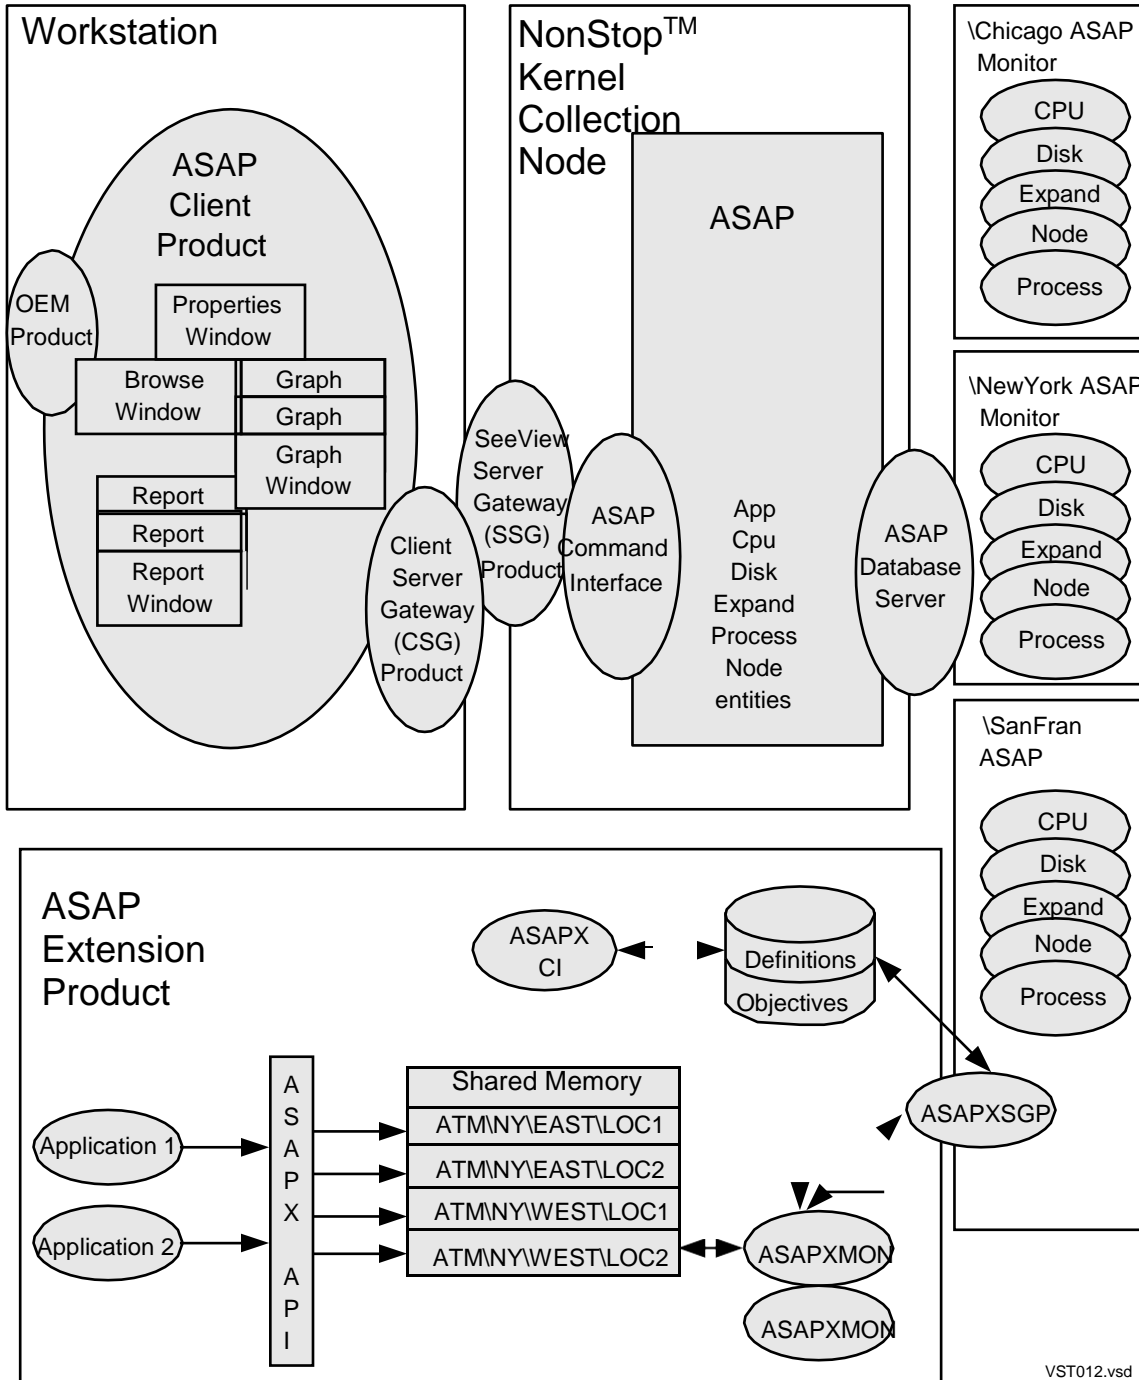 Workstation
ASAP
Client
Product
OEM
Product
Properties
Window
Browse
Window
Graph
Graph
Graph
Window
Report
Report
Report
Window
Client
Server
Gateway
(CSG)
Product
SeeView
Server
Gateway
(SSG)
Product
NonStop™
Kernel
Collection
Node
ASAP
ASAP
Command
Interface
App
Cpu
Disk
Expand
Process
Node
entities
ASAP
Database
Server
\Chicago ASAP
Monitor
CPU
Disk
Expand
Node
Process
\NewYork ASAP
Monitor
CPU
Disk
Expand
Node
Process
\SanFran
ASAP
CPU
Disk
Expand
Node
Process
ASAP
Extension
Product
ASAPX
CI
Definitions
Objectives
Application 1
Application 2
A
S
A
P
X
A
P
I
Shared Memory
ATM\NY\EAST\LOC1
ATM\NY\EAST\LOC2
ATM\NY\WEST\LOC1
ATM\NY\WEST\LOC2
ASAPXSGP
ASAPXMON
ASAPXMON
VST012.vsd